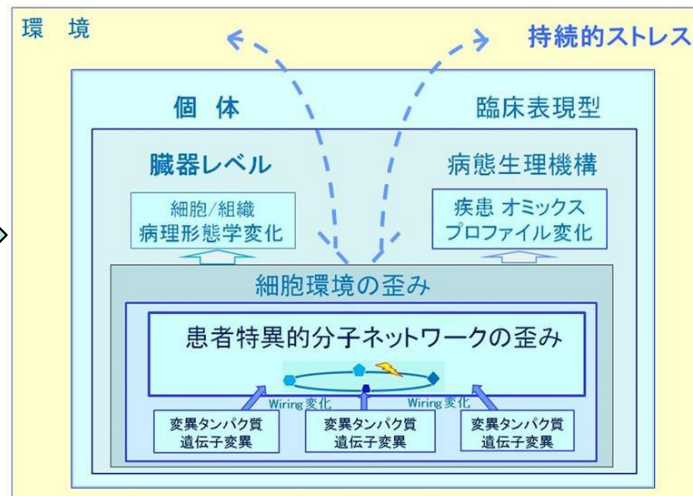 環 境
持続的ストレス
個 体
臨床表現型
臓器レベル
病態生理機構
細胞/組織
病理形態学変化
疾患 オミックス
プロファイル変化
細胞環境の歪み
患者特異的分子ネットワークの歪み
Wiring 変化
Wiring 変化
変異タンパク質
遺伝子変異
変異タンパク質
遺伝子変異
変異タンパク質
遺伝子変異